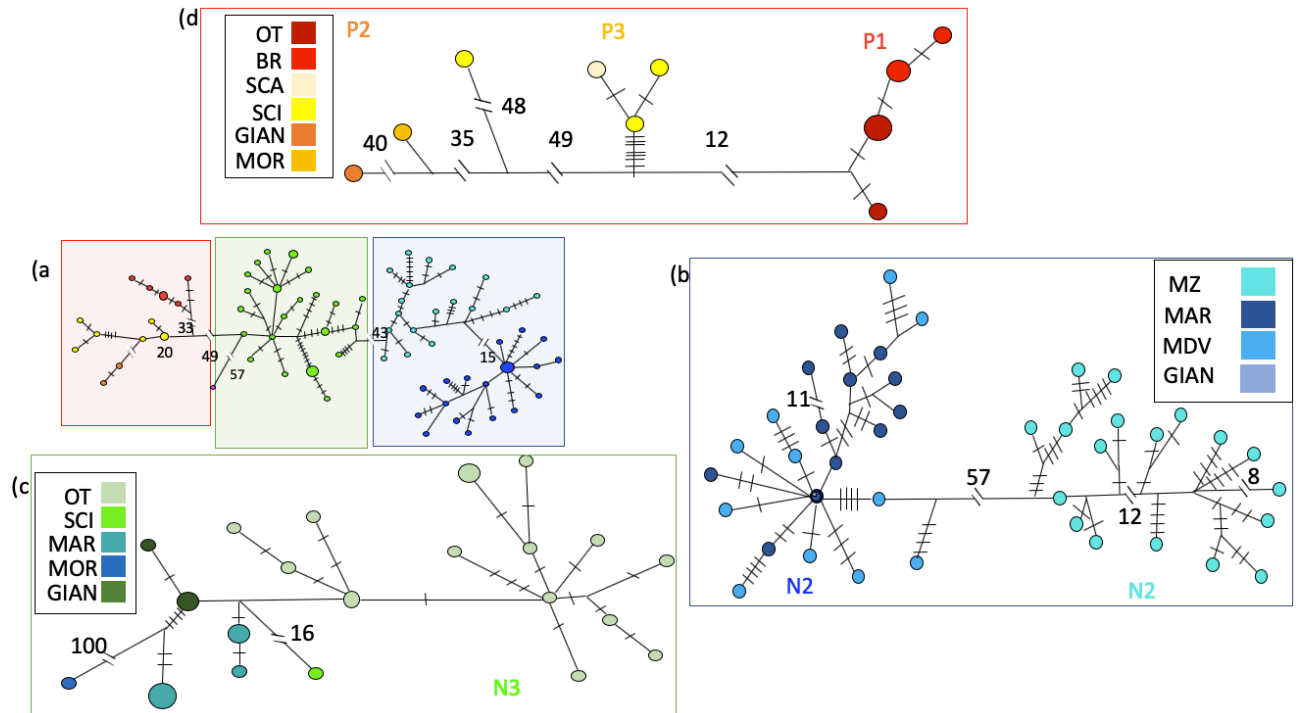 (d)
OT
BR
SCA
SCI
GIAN
MOR
P2
P3
P1
40
35
48
49
12
(a
33
20
49
57
43
15
(b)
MZ
MAR
MDV
GIAN
11
57
12
8
N2
N2
(c)
OT
SCI
MAR
MOR
GIAN
100
16
N3